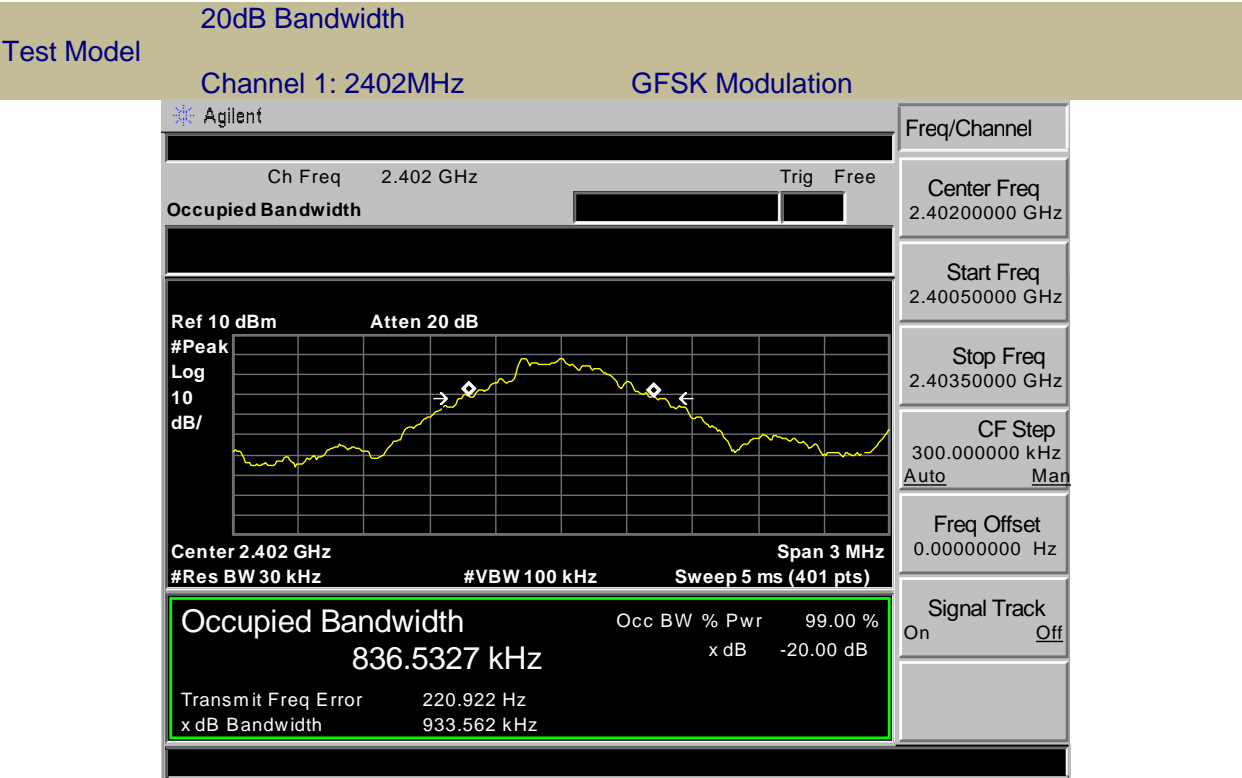 20dB Bandwidth
Test Model
Channel 1: 2402MHz GFSK Modulation
Agilent
Freq/Channel
Ch Freq 2.402 GHz Trig Free
Occupied Bandwidth
Center Freq
2.40200000 GHz
Start Freq
2.40050000 GHz
Stop Freq
2.40350000 GHz
CF Step
300.000000 kHz
Auto Man
Freq Offset
0.00000000 Hz
Signal Track
On Off
Ref 10 dBm Atten 20 dB
#Peak
Log
10
dB/
Center 2.402 GHz Span 3 MHz
#Res BW 30 kHz #VBW 100 kHz Sweep 5 ms (401 pts)
Occupied Bandwidth
836.5327 kHz
Occ BW % Pwr 99.00 %
x dB -20.00 dB
Transmit Freq Error 220.922 Hz
x dB Bandwidth 933.562 kHz